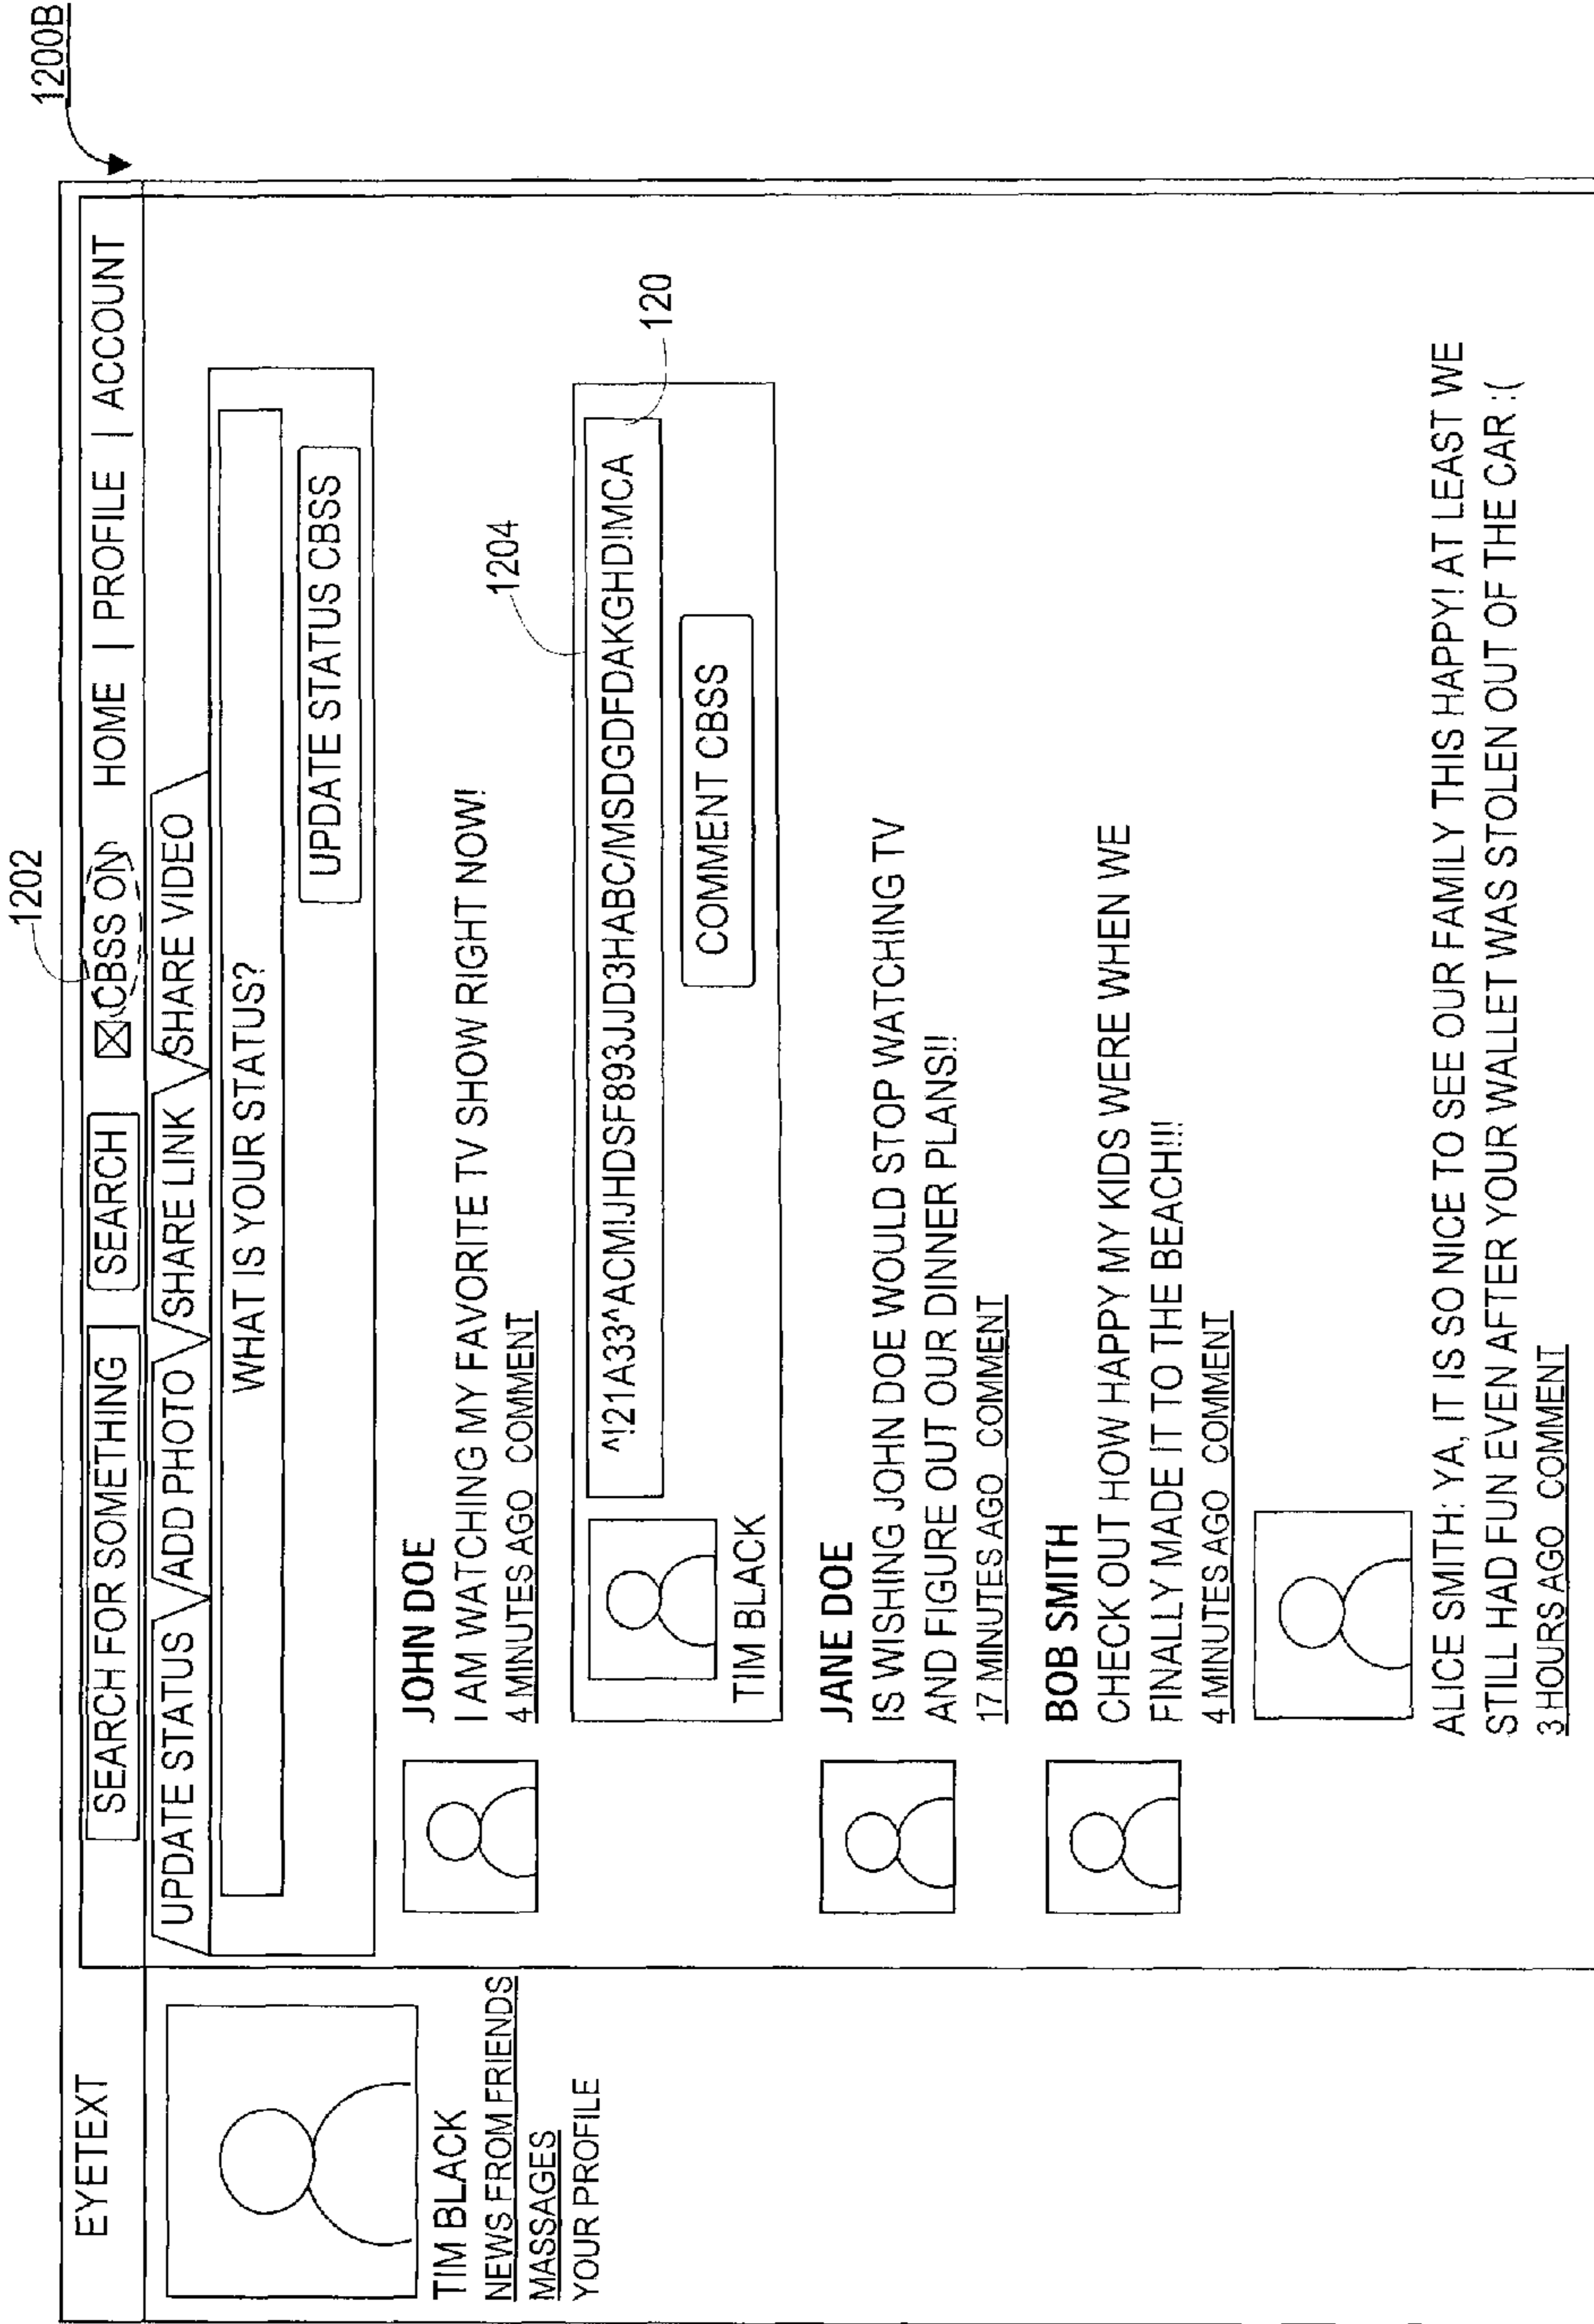 1200B
1202
EYETEXT
SEARCH FOR SOMETHING SEARCH CBSS ON HOME | PROFILE | ACCOUNT
UPDATE STATUS ADD PHOTO SHARE LINK SHARE VIDEO
WHAT IS YOUR STATUS?
UPDATE STATUS CBSS
TIM BLACK
NEWS FROM FRIENDS
MASSAGES
YOUR PROFILE
JOHN DOE
I AM WATCHING MY FAVORITE TV SHOW RIGHT NOW!
4 MINUTES AGO COMMENT
1204
^!21A33^ACM!JHDSF893JJD3HABC/MSDGDFDAKGHD!MCA
120
COMMENT CBSS
TIM BLACK
JANE DOE
IS WISHING JOHN DOE WOULD STOP WATCHING TV
AND FIGURE OUT OUR DINNER PLANS!!
17 MINUTES AGO COMMENT
BOB SMITH
CHECK OUT HOW HAPPY MY KIDS WERE WHEN WE
FINALLY MADE IT TO THE BEACH!!!!
4 MINUTES AGO COMMENT
ALICE SMITH: YA, IT IS SO NICE TO SEE OUR FAMILY THIS HAPPY! AT LEAST WE
STILL HAD FUN EVEN AFTER YOUR WALLET WAS STOLEN OUT OF THE CAR :(
3 HOURS AGO COMMENT